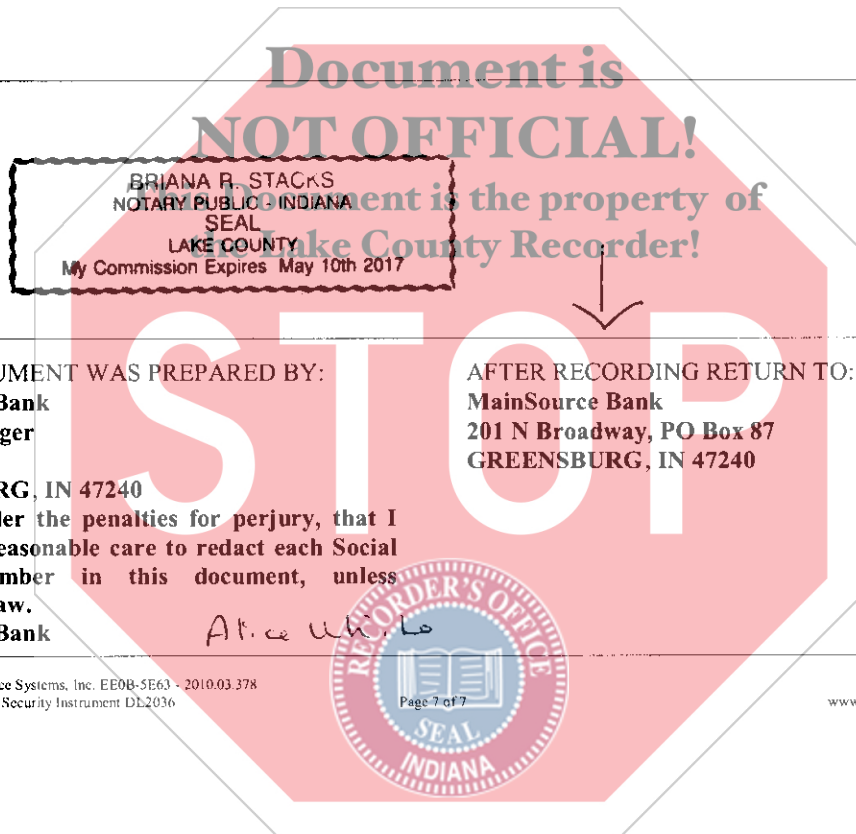 Document is
NOT OFFICIAL!
This Document is the property of
the Lake County Recorder!
BRIANA R. STACKS
NOTARY PUBLIC - INDIANA
SEAL
LAKE COUNTY
My Commission Expires May 10th 2017
STOP
UMENT WAS PREPARED BY:
Bank
ger
RG, IN 47240
ler the penalties for perjury, that I
easonable care to redact each Social
mber in this document, unless
aw.
Bank
Alice
AFTER RECORDING RETURN TO:
MainSource Bank
201 N Broadway, PO Box 87
GREENSBURG, IN 47240
RECORDER'S OFFICE
SEAL
INDIANA
ce Systems, Inc. EE0B-5E63 - 2010.03.378
Security Instrument DL2036
Page 7 of 7
www